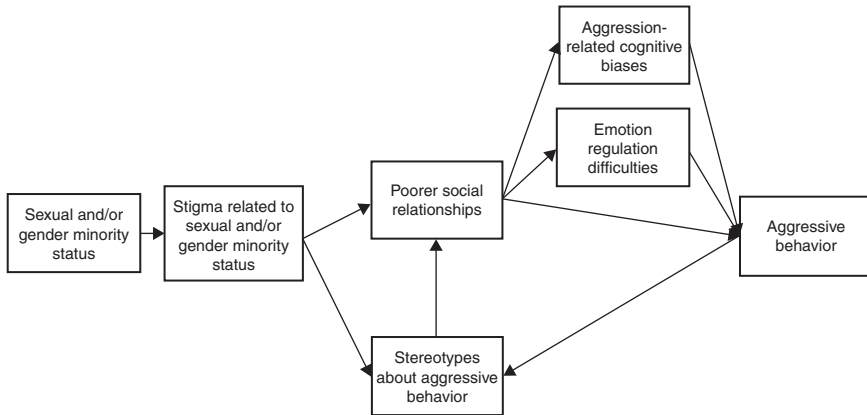 Sexual and/or
gender minority
status
Stigma related to
sexual and/or
gender minority
status
Poorer social
relationships
Stereotypes
about aggressive
behavior
Aggression-
related cognitive
biases
Emotion
regulation
difficulties
Aggressive
behavior